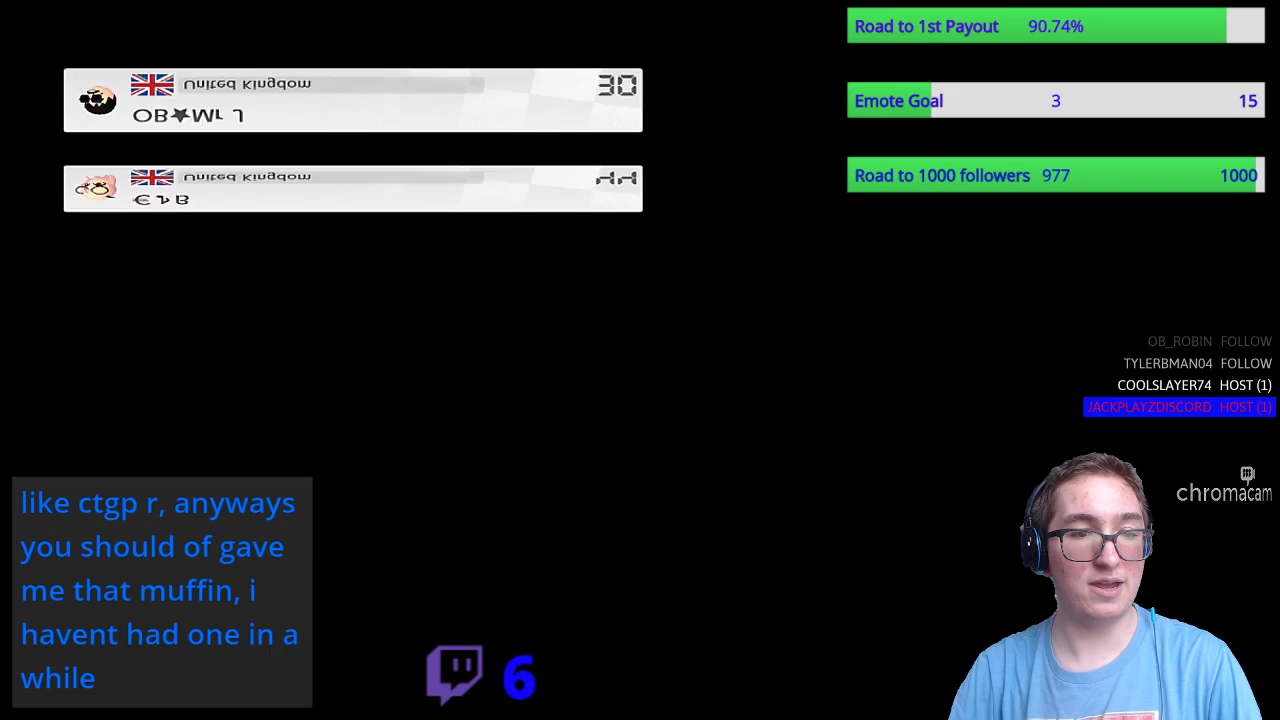 Road to 1st Payout 90.74%
United Kingdom 30
OB★Mr J
Emote Goal 3 15
United Kingdom
Road to 1000 followers 977 1000
OB_ROBIN FOLLOW
TYLERBMAN04 FOLLOW
COOLSLAYER74 HOST (1)
JACKPLAYZDISCORD HOST (1)
chromacam
like ctgp r, anyways
you should of gave
me that muffin, i
havent had one in a
while
6